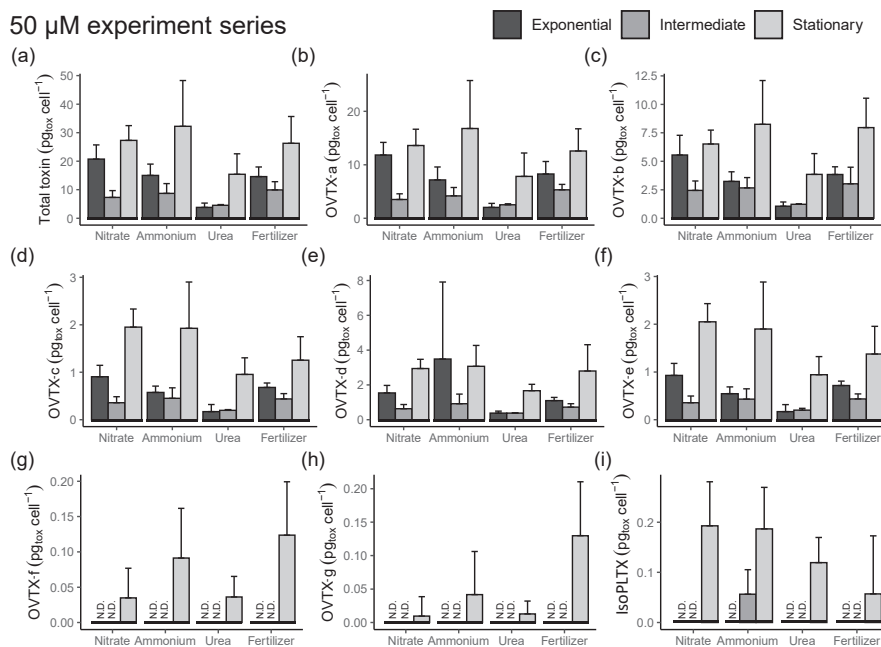 50 µM experiment series
Exponential Intermediate Stationary
(a) (b) (c)
Total toxin (pgtox cell⁻¹)
50
40
30
20
10
0
Nitrate Ammonium Urea Fertilizer
OVTX-a (pgtox cell⁻¹)
20
10
0
Nitrate Ammonium Urea Fertilizer
OVTX-b (pgtox cell⁻¹)
12.5
10.0
7.5
5.0
2.5
0.0
Nitrate Ammonium Urea Fertilizer
(d) (e) (f)
OVTX-c (pgtox cell⁻¹)
3
2
1
0
Nitrate Ammonium Urea Fertilizer
OVTX-d (pgtox cell⁻¹)
8
6
4
2
0
Nitrate Ammonium Urea Fertilizer
OVTX-e (pgtox cell⁻¹)
3
2
1
0
Nitrate Ammonium Urea Fertilizer
(g) (h) (i)
OVTX-f (pgtox cell⁻¹)
0.20
0.15
0.10
0.05
0.00
N.D. N.D. N.D. N.D. N.D. N.D. N.D. N.D.
Nitrate Ammonium Urea Fertilizer
OVTX-g (pgtox cell⁻¹)
0.20
0.15
0.10
0.05
0.00
N.D. N.D. N.D. N.D. N.D. N.D. N.D. N.D.
Nitrate Ammonium Urea Fertilizer
IsoPLTX (pgtox cell⁻¹)
0.2
0.1
0.0
N.D. N.D. N.D. N.D. N.D. N.D. N.D.
Nitrate Ammonium Urea Fertilizer